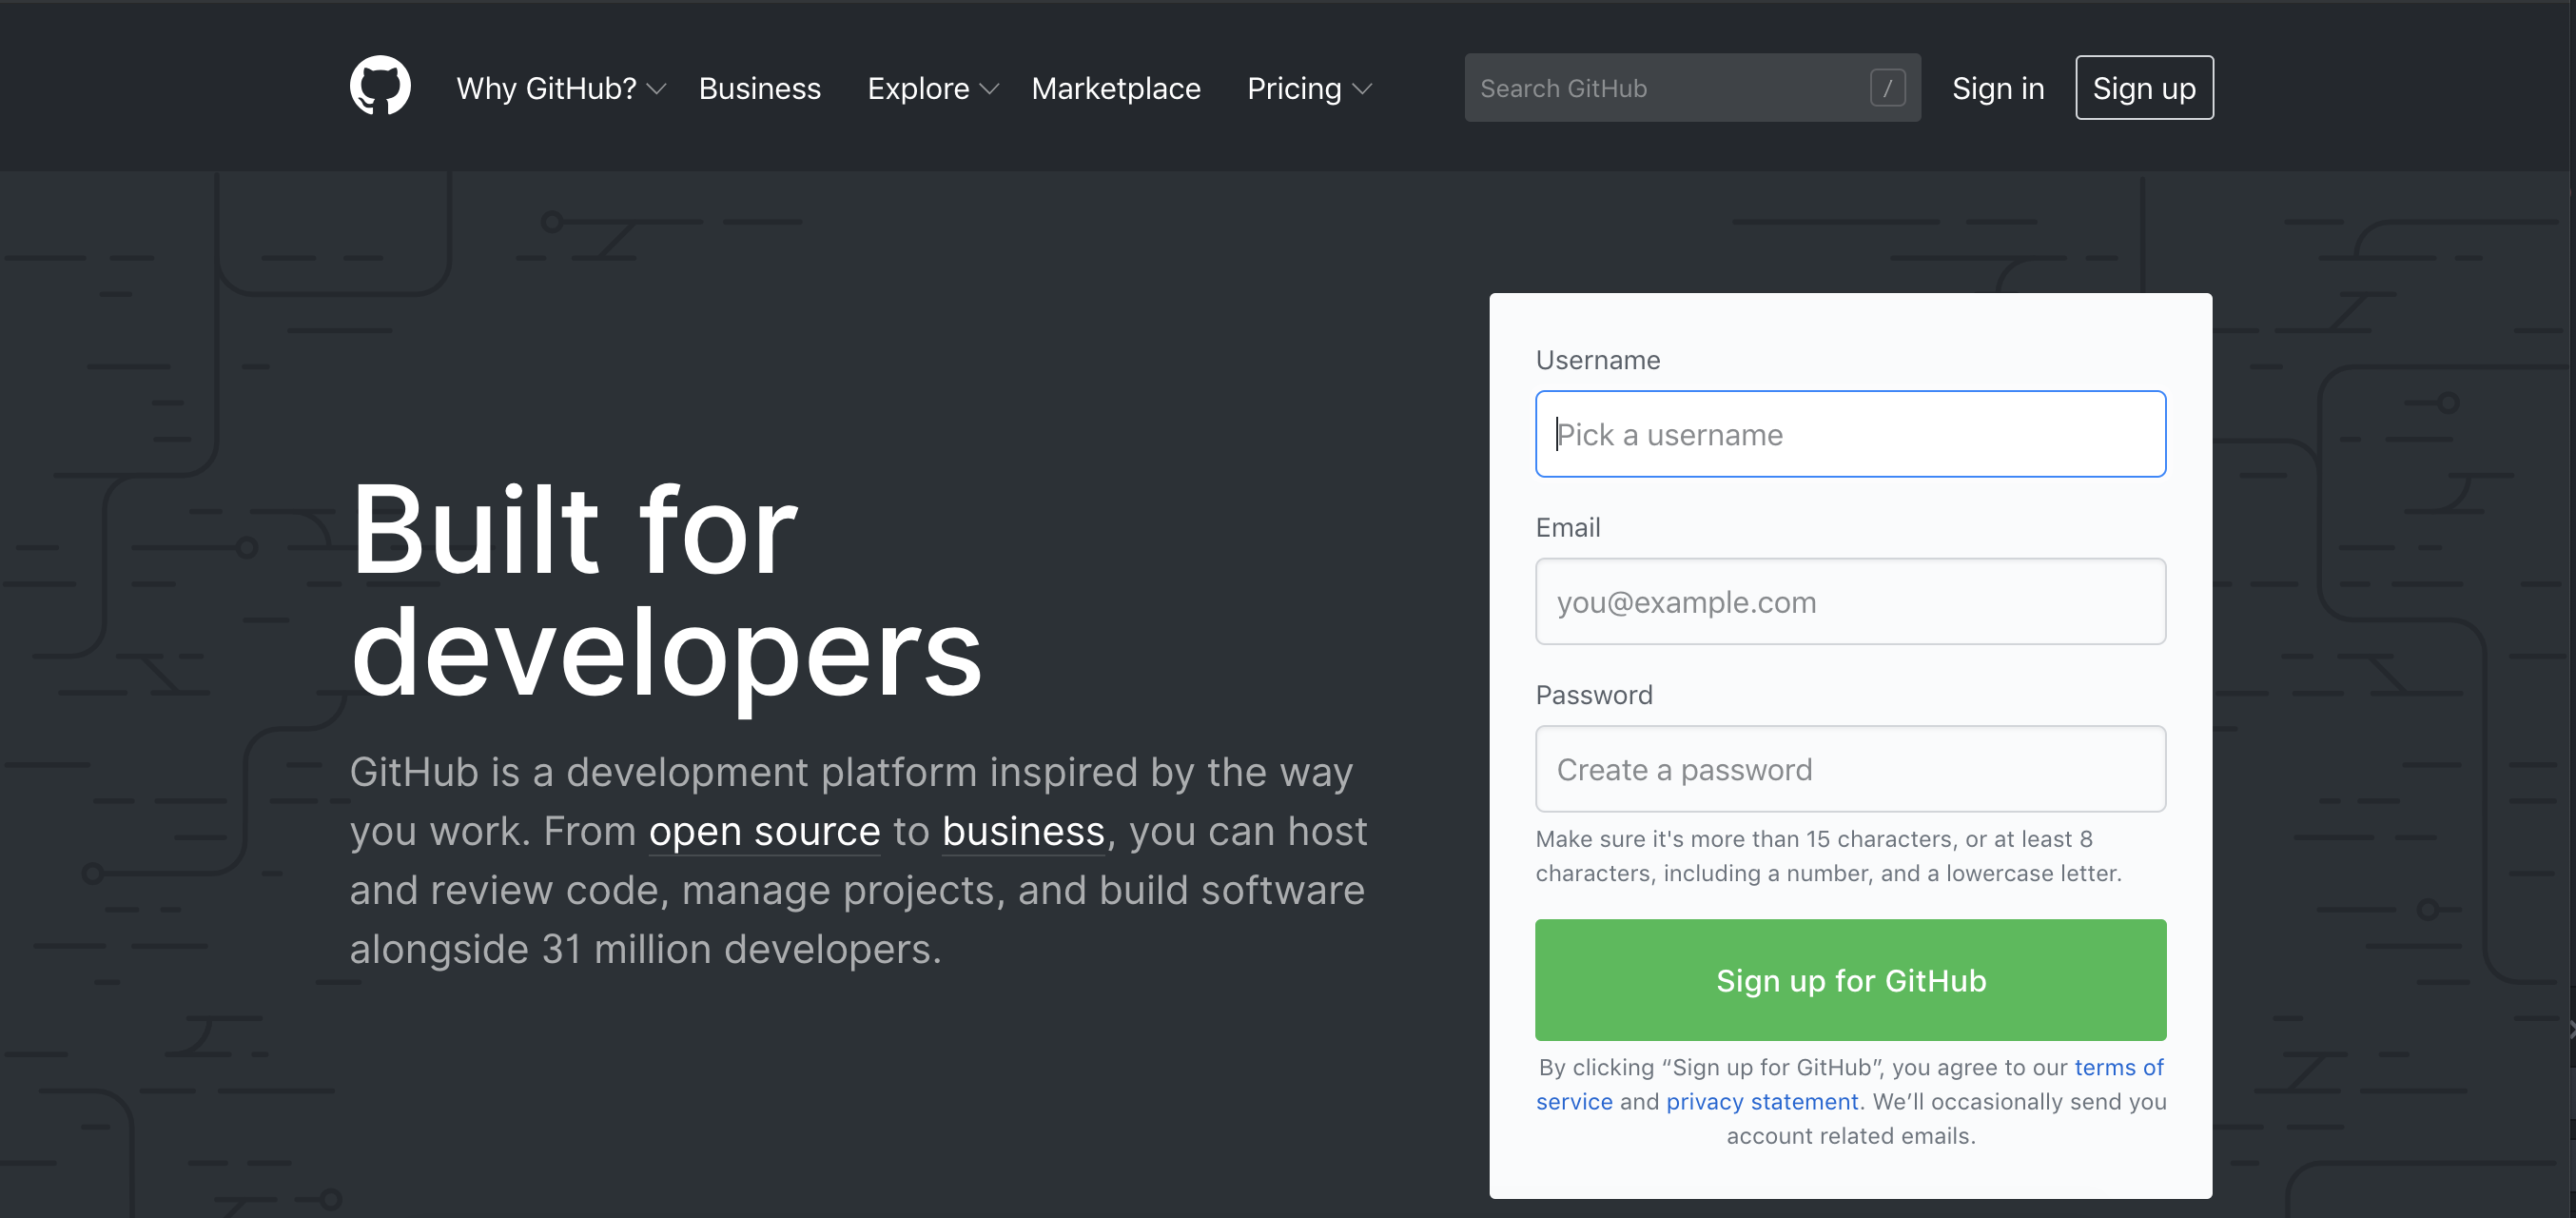 Why GitHub? Business Explore Marketplace Pricing Search GitHub / Sign in Sign up
Built for
developers
GitHub is a development platform inspired by the way
you work. From open source to business, you can host
and review code, manage projects, and build software
alongside 31 million developers.
Username
Pick a username
Email
you@example.com
Password
Create a password
Make sure it's more than 15 characters, or at least 8
characters, including a number, and a lowercase letter.
Sign up for GitHub
By clicking “Sign up for GitHub”, you agree to our terms of
service and privacy statement. We’ll occasionally send you
account related emails.